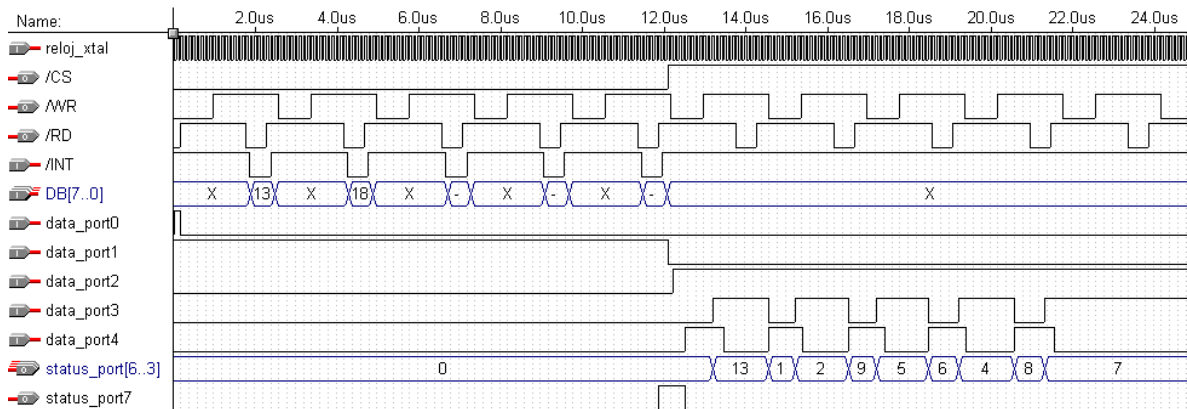 Name: 2.0us 4.0us 6.0us 8.0us 10.0us 12.0us 14.0us 16.0us 18.0us 20.0us 22.0us 24.0us
reloj_xtal
/CS
/WR
/RD
/INT
DB[7..0] X 13 X 18 X - X - X - X
data_port0
data_port1
data_port2
data_port3
data_port4
status_port[6..3] 0 13 1 2 9 5 6 4 8 7
status_port7